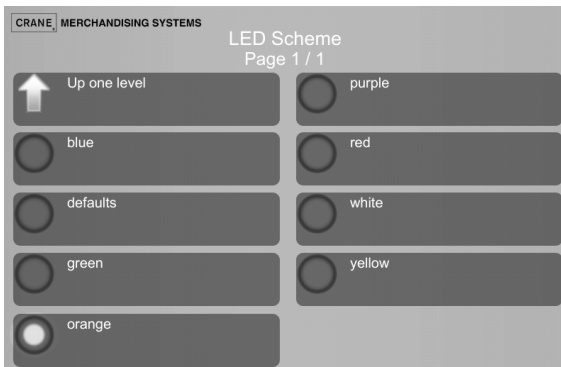 CRANE® MERCHANDISING SYSTEMS
LED Scheme
Page 1 / 1
Up one level
blue
defaults
green
orange
purple
red
white
yellow